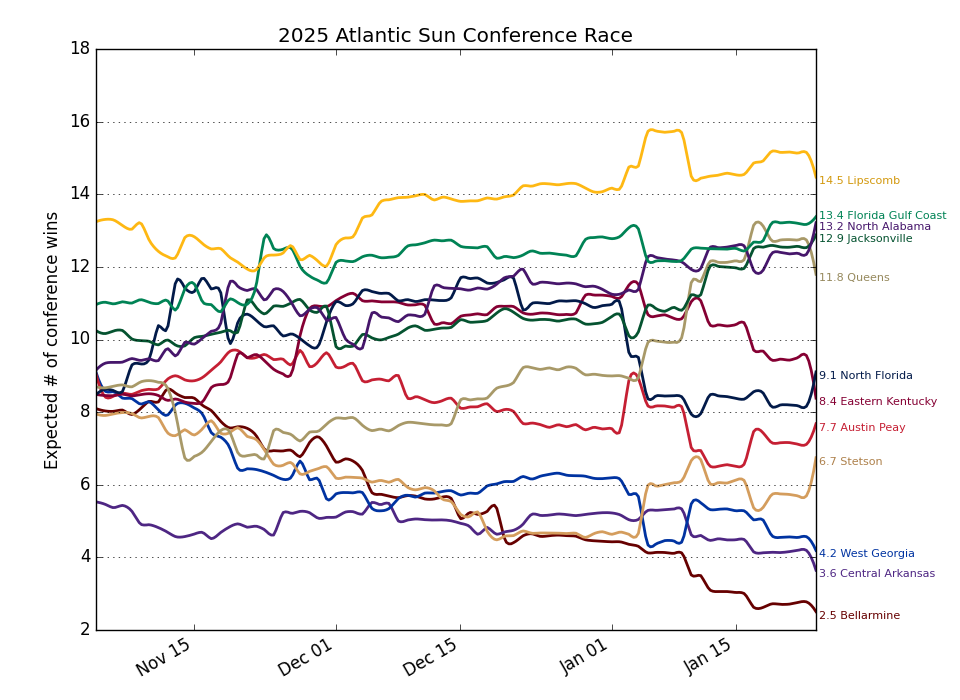 2025 Atlantic Sun Conference Race
Expected # of conference wins
18
16
14
12
10
8
6
4
2
Nov 15
Dec 01
Dec 15
Jan 01
Jan 15
14.5 Lipscomb
13.4 Florida Gulf Coast
13.2 North Alabama
12.9 Jacksonville
11.8 Queens
9.1 North Florida
8.4 Eastern Kentucky
7.7 Austin Peay
6.7 Stetson
4.2 West Georgia
3.6 Central Arkansas
2.5 Bellarmine